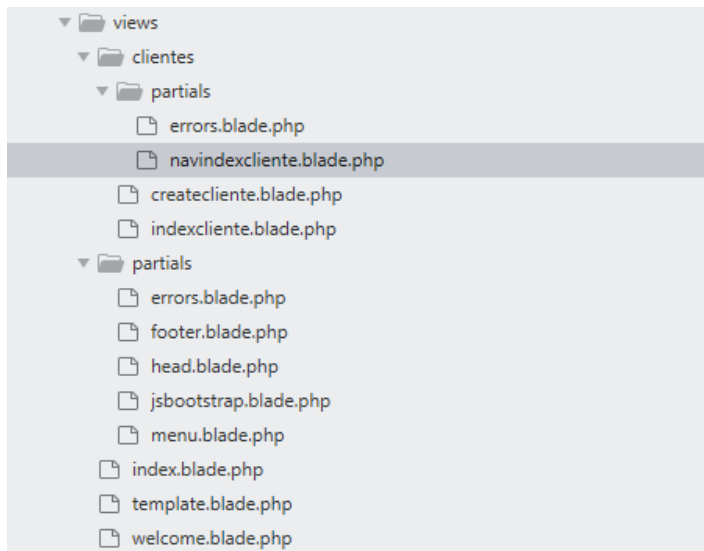 views
clientes
partials
errors.blade.php
navindexcliente.blade.php
createcliente.blade.php
indexcliente.blade.php
partials
errors.blade.php
footer.blade.php
head.blade.php
jsbootstrap.blade.php
menu.blade.php
index.blade.php
template.blade.php
welcome.blade.php